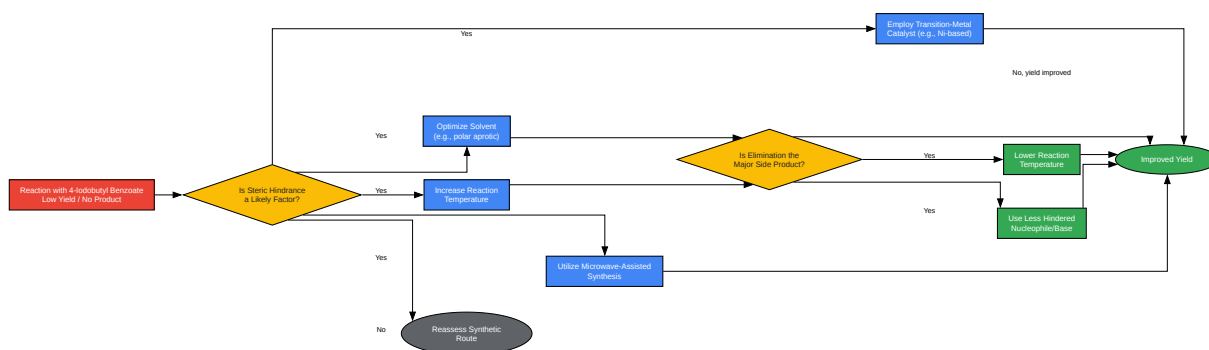 Employ Transition-Metal
Catalyst (e.g., Ni-based)
Yes
No, yield improved
Optimize Solvent
(e.g., polar aprotic)
Yes
Is Elimination the
Major Side Product?
Yes
Lower Reaction
Temperature
Improved Yield
Reaction with 4-Iodobutyl Benzoate
Low Yield / No Product
Is Steric Hindrance
a Likely Factor?
Yes
Increase Reaction
Temperature
Yes
Use Less Hindered
Nucleophile/Base
Yes
Utilize Microwave-Assisted
Synthesis
No
Reassess Synthetic
Route